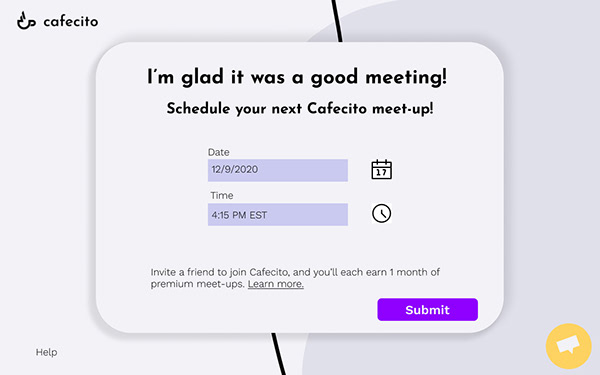 cafecito
I'm glad it was a good meeting!
Schedule your next Cafecito meet-up!
Date
12/9/2020
17
Time
4:15 PM EST
Invite a friend to join Cafecito, and you'll each earn 1 month of
premium meet-ups. Learn more.
Submit
Help